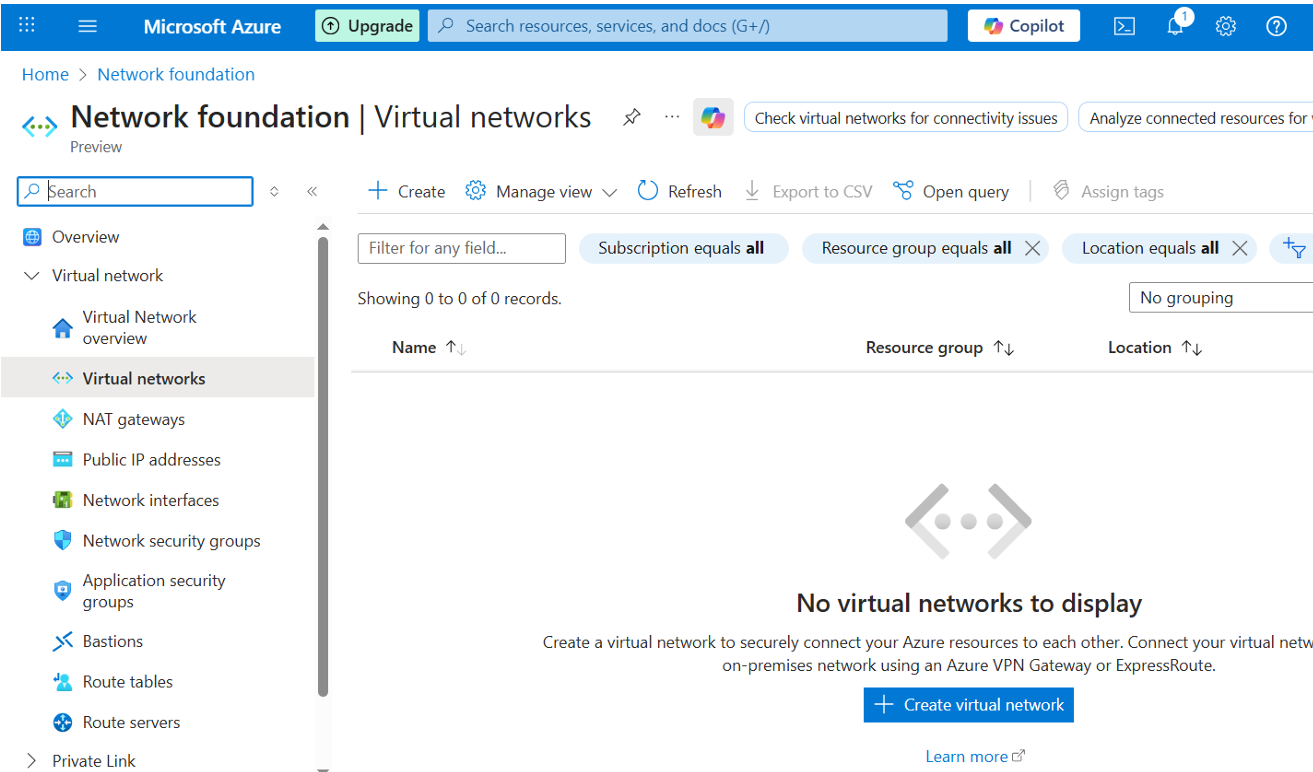 Microsoft Azure
Upgrade
Search resources, services, and docs (G+/)
Copilot
1
Home > Network foundation
Network foundation | Virtual networks
Check virtual networks for connectivity issues
Analyze connected resources for
Preview
Search
Create
Manage view
Refresh
Export to CSV
Open query
Assign tags
Overview
Virtual network
Virtual Network
overview
Virtual networks
NAT gateways
Public IP addresses
Network interfaces
Network security groups
Application security
groups
Bastions
Route tables
Route servers
Private Link
Filter for any field...
Subscription equals all
Resource group equals all
Location equals all
Showing 0 to 0 of 0 records.
No grouping
Name
Resource group
Location
No virtual networks to display
Create a virtual network to securely connect your Azure resources to each other. Connect your virtual netw
on-premises network using an Azure VPN Gateway or ExpressRoute.
Create virtual network
Learn more